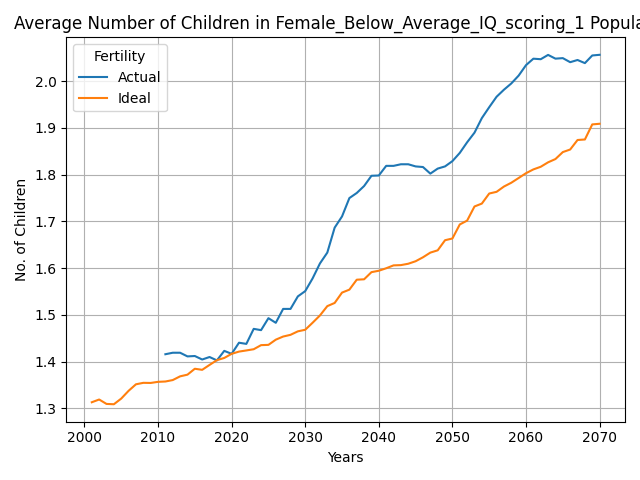 Average Number of Children in Female_Below_Average_IQ_scoring_1 Popula
Fertility
Actual
Ideal
No. of Children
2.0
1.9
1.8
1.7
1.6
1.5
1.4
1.3
2000 2010 2020 2030 2040 2050 2060 2070
Years